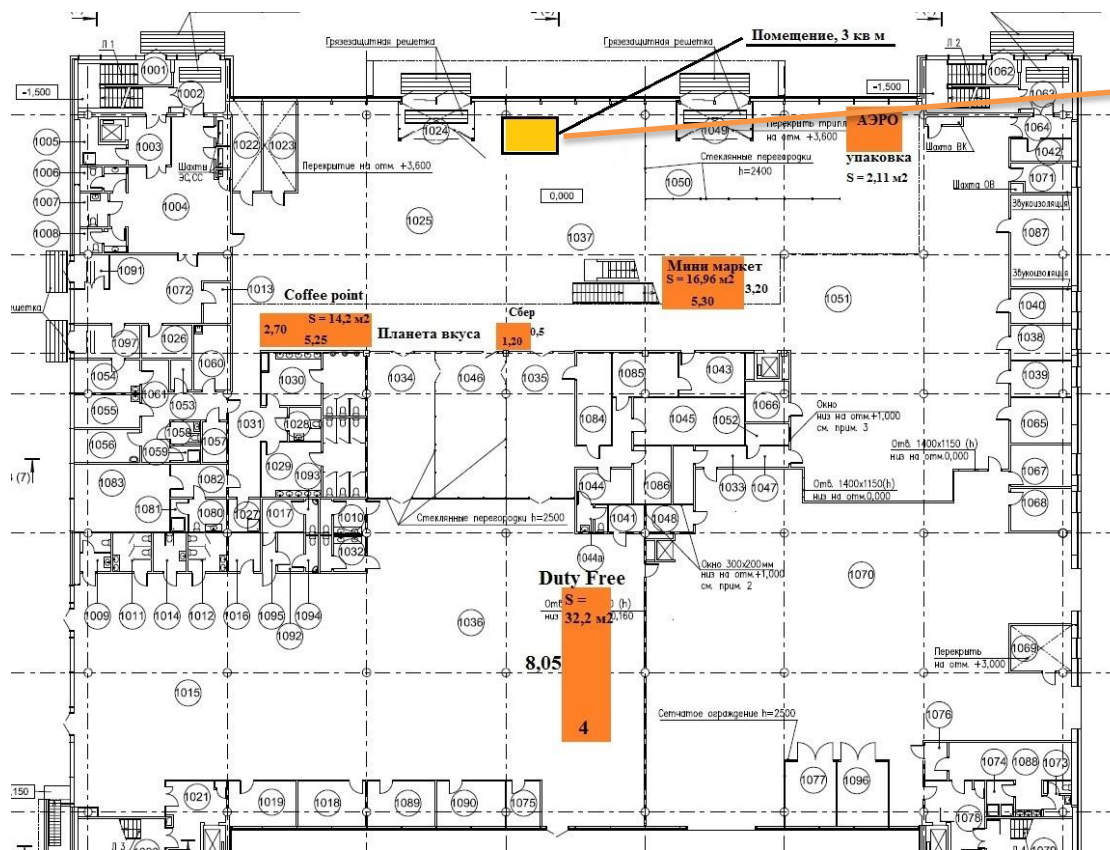 Л 1
1001
Грязезащитная решетка
Грязезащитная решетка
Помещение, 3 кв м
Л 2
1062
-1,500
1002
-1,500
1063
1005
1003
1022
1023
1024
1049
Перекрыть
на отм. +3,600
АЭРО
упаковка
S = 2,11 м2
1064
1042
Шахта ВК
1006
Шахты
ЭС,СС
Перекрытие на отм. +3,600
Стеклянные перегородки
h=2400
1071
Шахта ОВ
1007
1004
0,000
1050
Звукоизоляция
1008
1025
1037
1087
1091
Звукоизоляция
1072
1013
Мини маркет
S = 16,96 м2
3,20
5,30
1051
1040
Coffee point
S = 14,2 м2
2,70
5,25
Планета вкуса
Сбер
0,5
1,20
1097
1026
1038
1054
1060
1030
1034
1046
1035
1085
1043
1039
1061
1053
1055
1066
1031
1028
1084
1045
1052
Окно
низ на отм.+1,000
см. прим. 3
1065
1056
1058
1057
1059
Отв. 1400х1150 (h)
низ на отм.0,000
1029
1093
1083
1082
1044
1086
1033
1047
1067
Отв. 1400х1150(h)
низ на отм.0,000
1081
1080
1027
1017
1010
1041
1048
1068
Стеклянные перегородки h=2500
1032
1044а
Окно 300х200мм
низ на отм.+1,000
см. прим. 2
1070
Duty Free
S =
32,2 м2
1009
1011
1014
1012
1016
1095
1092
1094
1036
8,05
4
1069
Перекрыть
на отм. +3,000
1015
Сетчатое ограждение h=2500
1076
1077
1096
1074
1088
1073
1021
1019
1018
1089
1090
1075
1078
Л 3